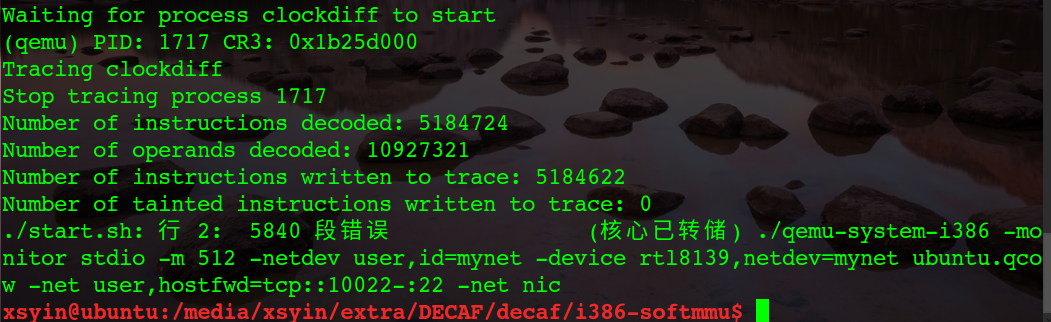 Waiting for process clockdiff to start
(qemu) PID: 1717 CR3: 0x1b25d000
Tracing clockdiff
Stop tracing process 1717
Number of instructions decoded: 5184724
Number of operands decoded: 10927321
Number of instructions written to trace: 5184622
Number of tainted instructions written to trace: 0
./start.sh: 行 2:  5840 段错误               (核心已转储) ./qemu-system-i386 -mo
nitor stdio -m 512 -netdev user,id=mynet -device rtl8139,netdev=mynet ubuntu.qco
w -net user,hostfwd=tcp::10022-:22 -net nic
xsyin@ubuntu:/media/xsyin/extra/DECAF/decaf/i386-softmmu$